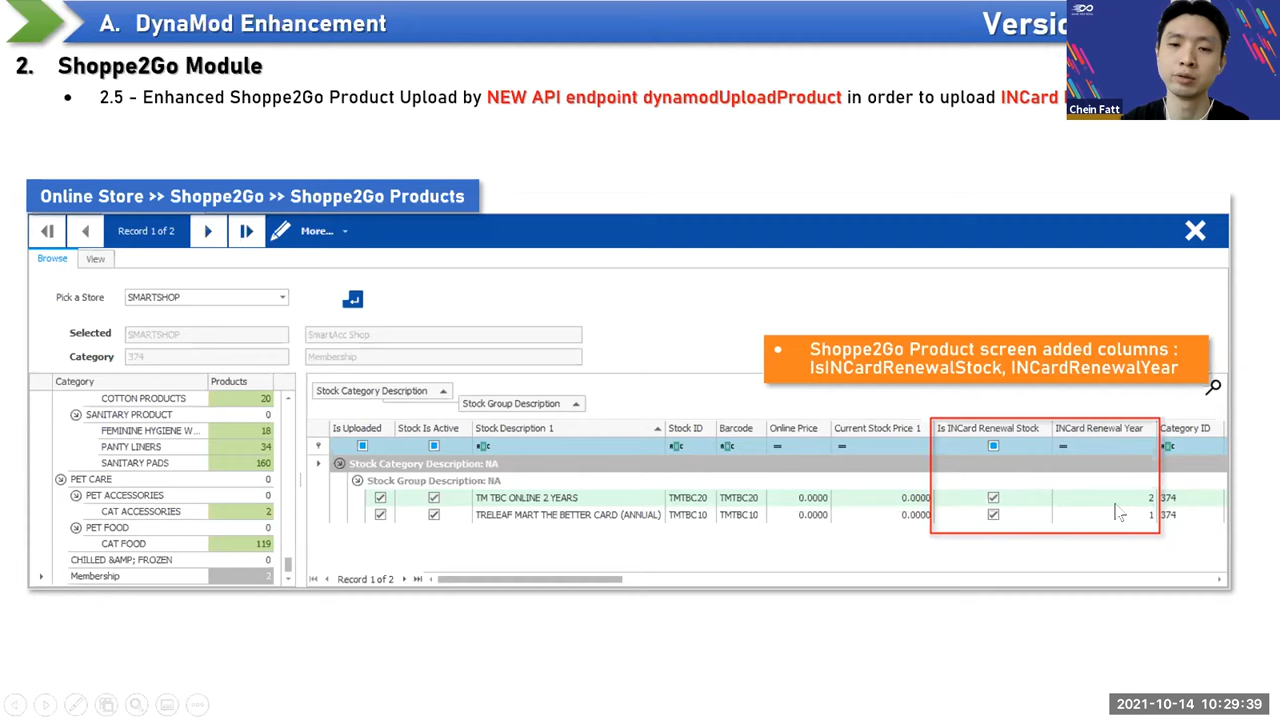 A. DynaMod Enhancement
Versio
2. Shoppe2Go Module
• 2.5 - Enhanced Shoppe2Go Product Upload by NEW API endpoint dynamodUploadProduct in order to upload INCard
Chein Fatt
Online Store >> Shoppe2Go >> Shoppe2Go Products
Record 1 of 2
More...
Browse
View
Pick a Store
SMARTSHOP
Selected
SMARTSHOP
SmartAcc Shop
Category
374
Membership
• Shoppe2Go Product screen added columns :
IsINCardRenewalStock, INCardRenewalYear
Category
Products
COTTON PRODUCTS 20
SANITARY PRODUCT 0
FEMININE HYGIENE W... 18
PANTY LINERS 34
SANITARY PADS 160
PET CARE 0
PET ACCESSORIES 0
CAT ACCESSORIES 2
PET FOOD 0
CAT FOOD 119
CHILLED &AMP; FROZEN 0
Membership 2
Stock Category Description
Stock Group Description
Is Uploaded Stock Is Active Stock Description 1 Stock ID Barcode Online Price Current Stock Price 1 Is INCard Renewal Stock INCard Renewal Year Category ID
Stock Category Description: NA
Stock Group Description: NA
TM TBC ONLINE 2 YEARS TMTBC20 TMTBC20 0.0000 0.0000 2 374
TRELEAF MART THE BETTER CARD (ANNUAL) TMTBC10 TMTBC10 0.0000 0.0000 1 374
Record 1 of 2
2021-10-14 10:29:39